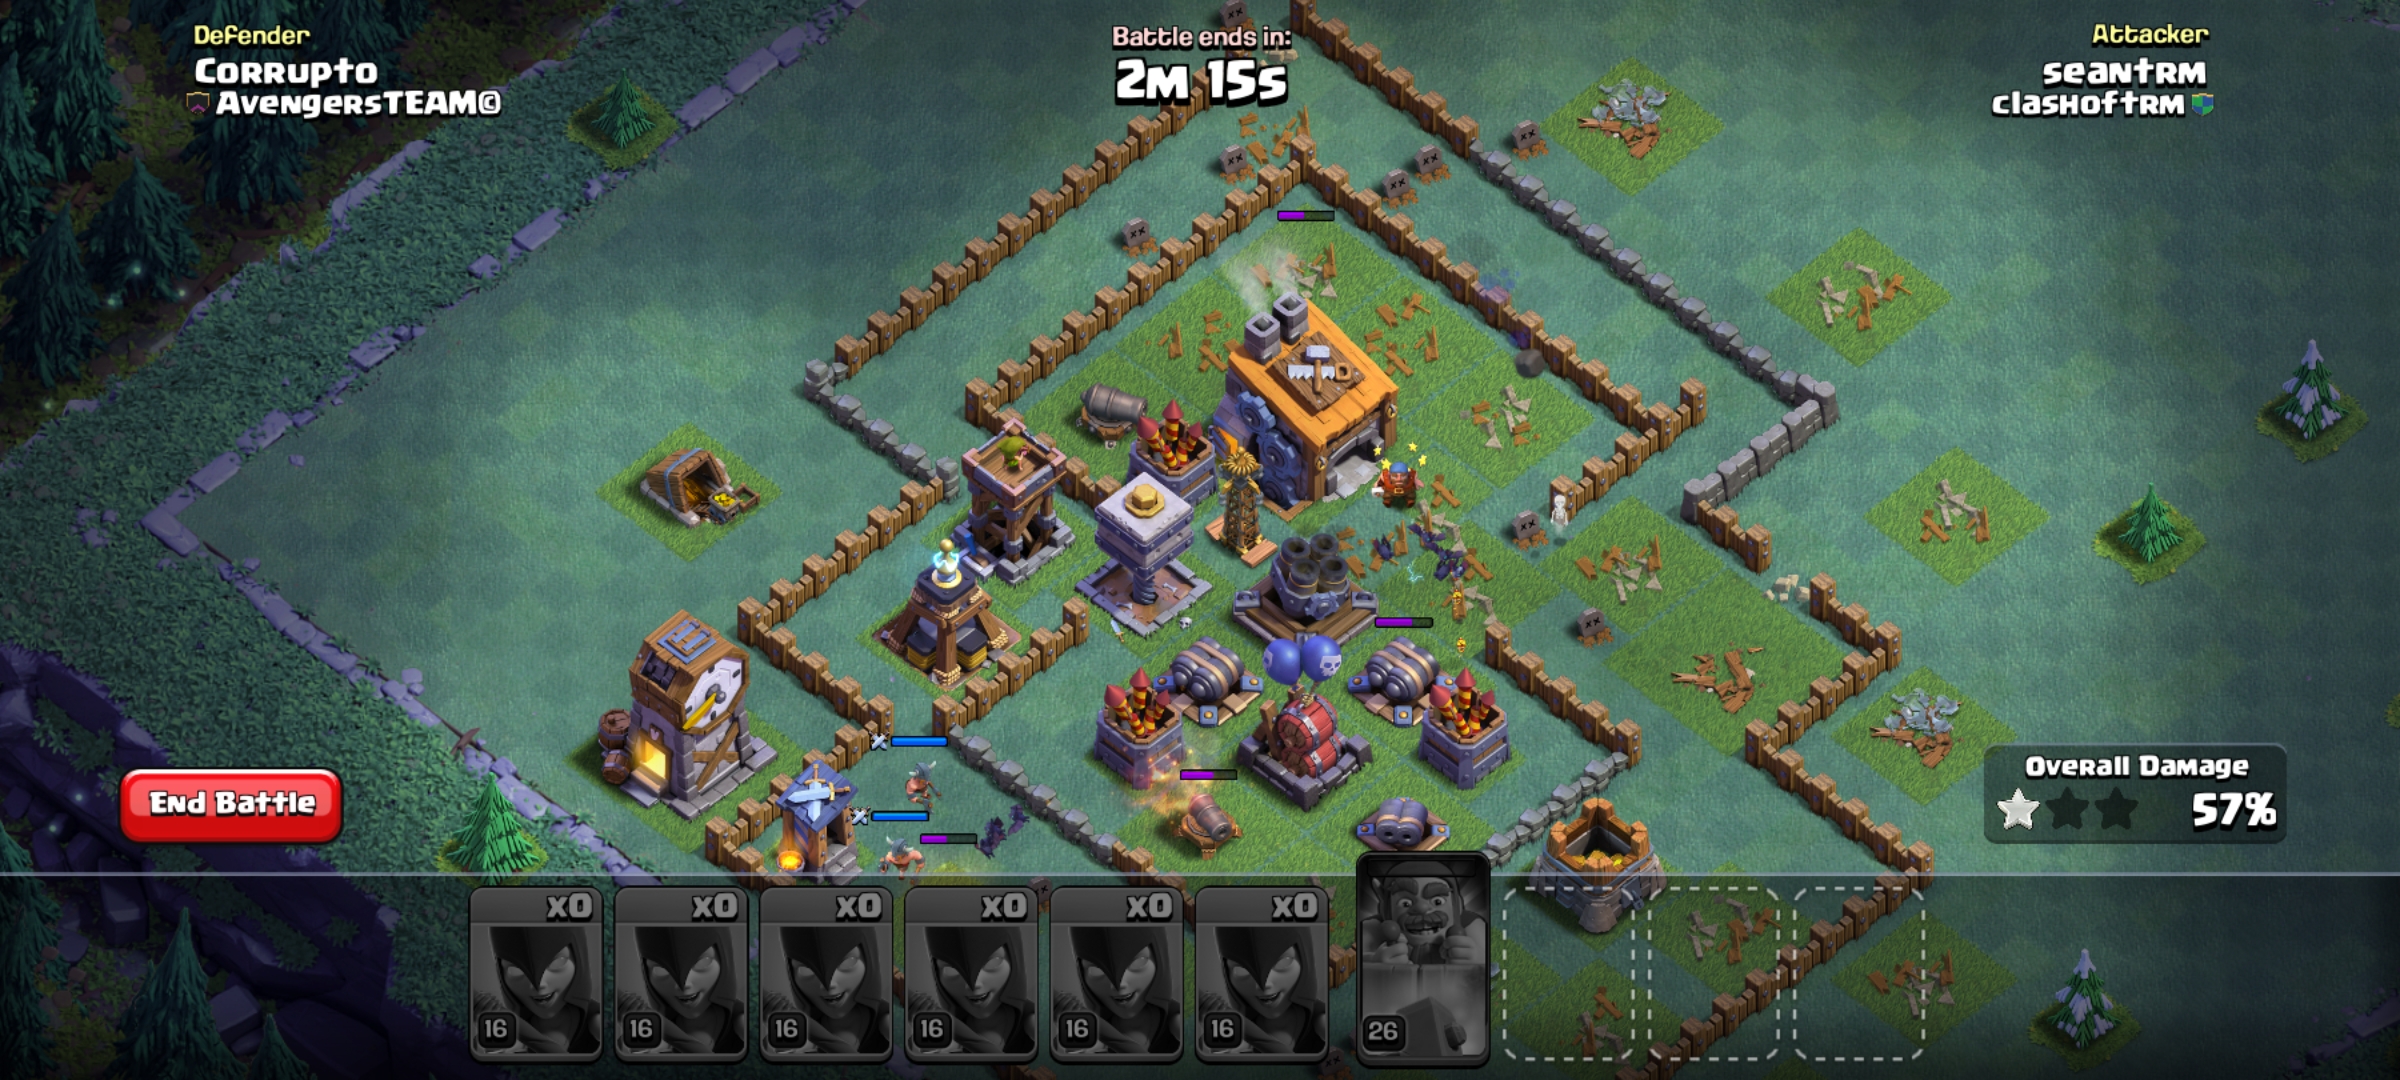 Defender
Corrupto
AvengersTEAM©
Battle ends in:
2M 15s
Attacker
seantrm
clashoftrm
End Battle
Overall Damage
57%
x0
x0
x0
x0
x0
x0
16
16
16
16
16
16
26